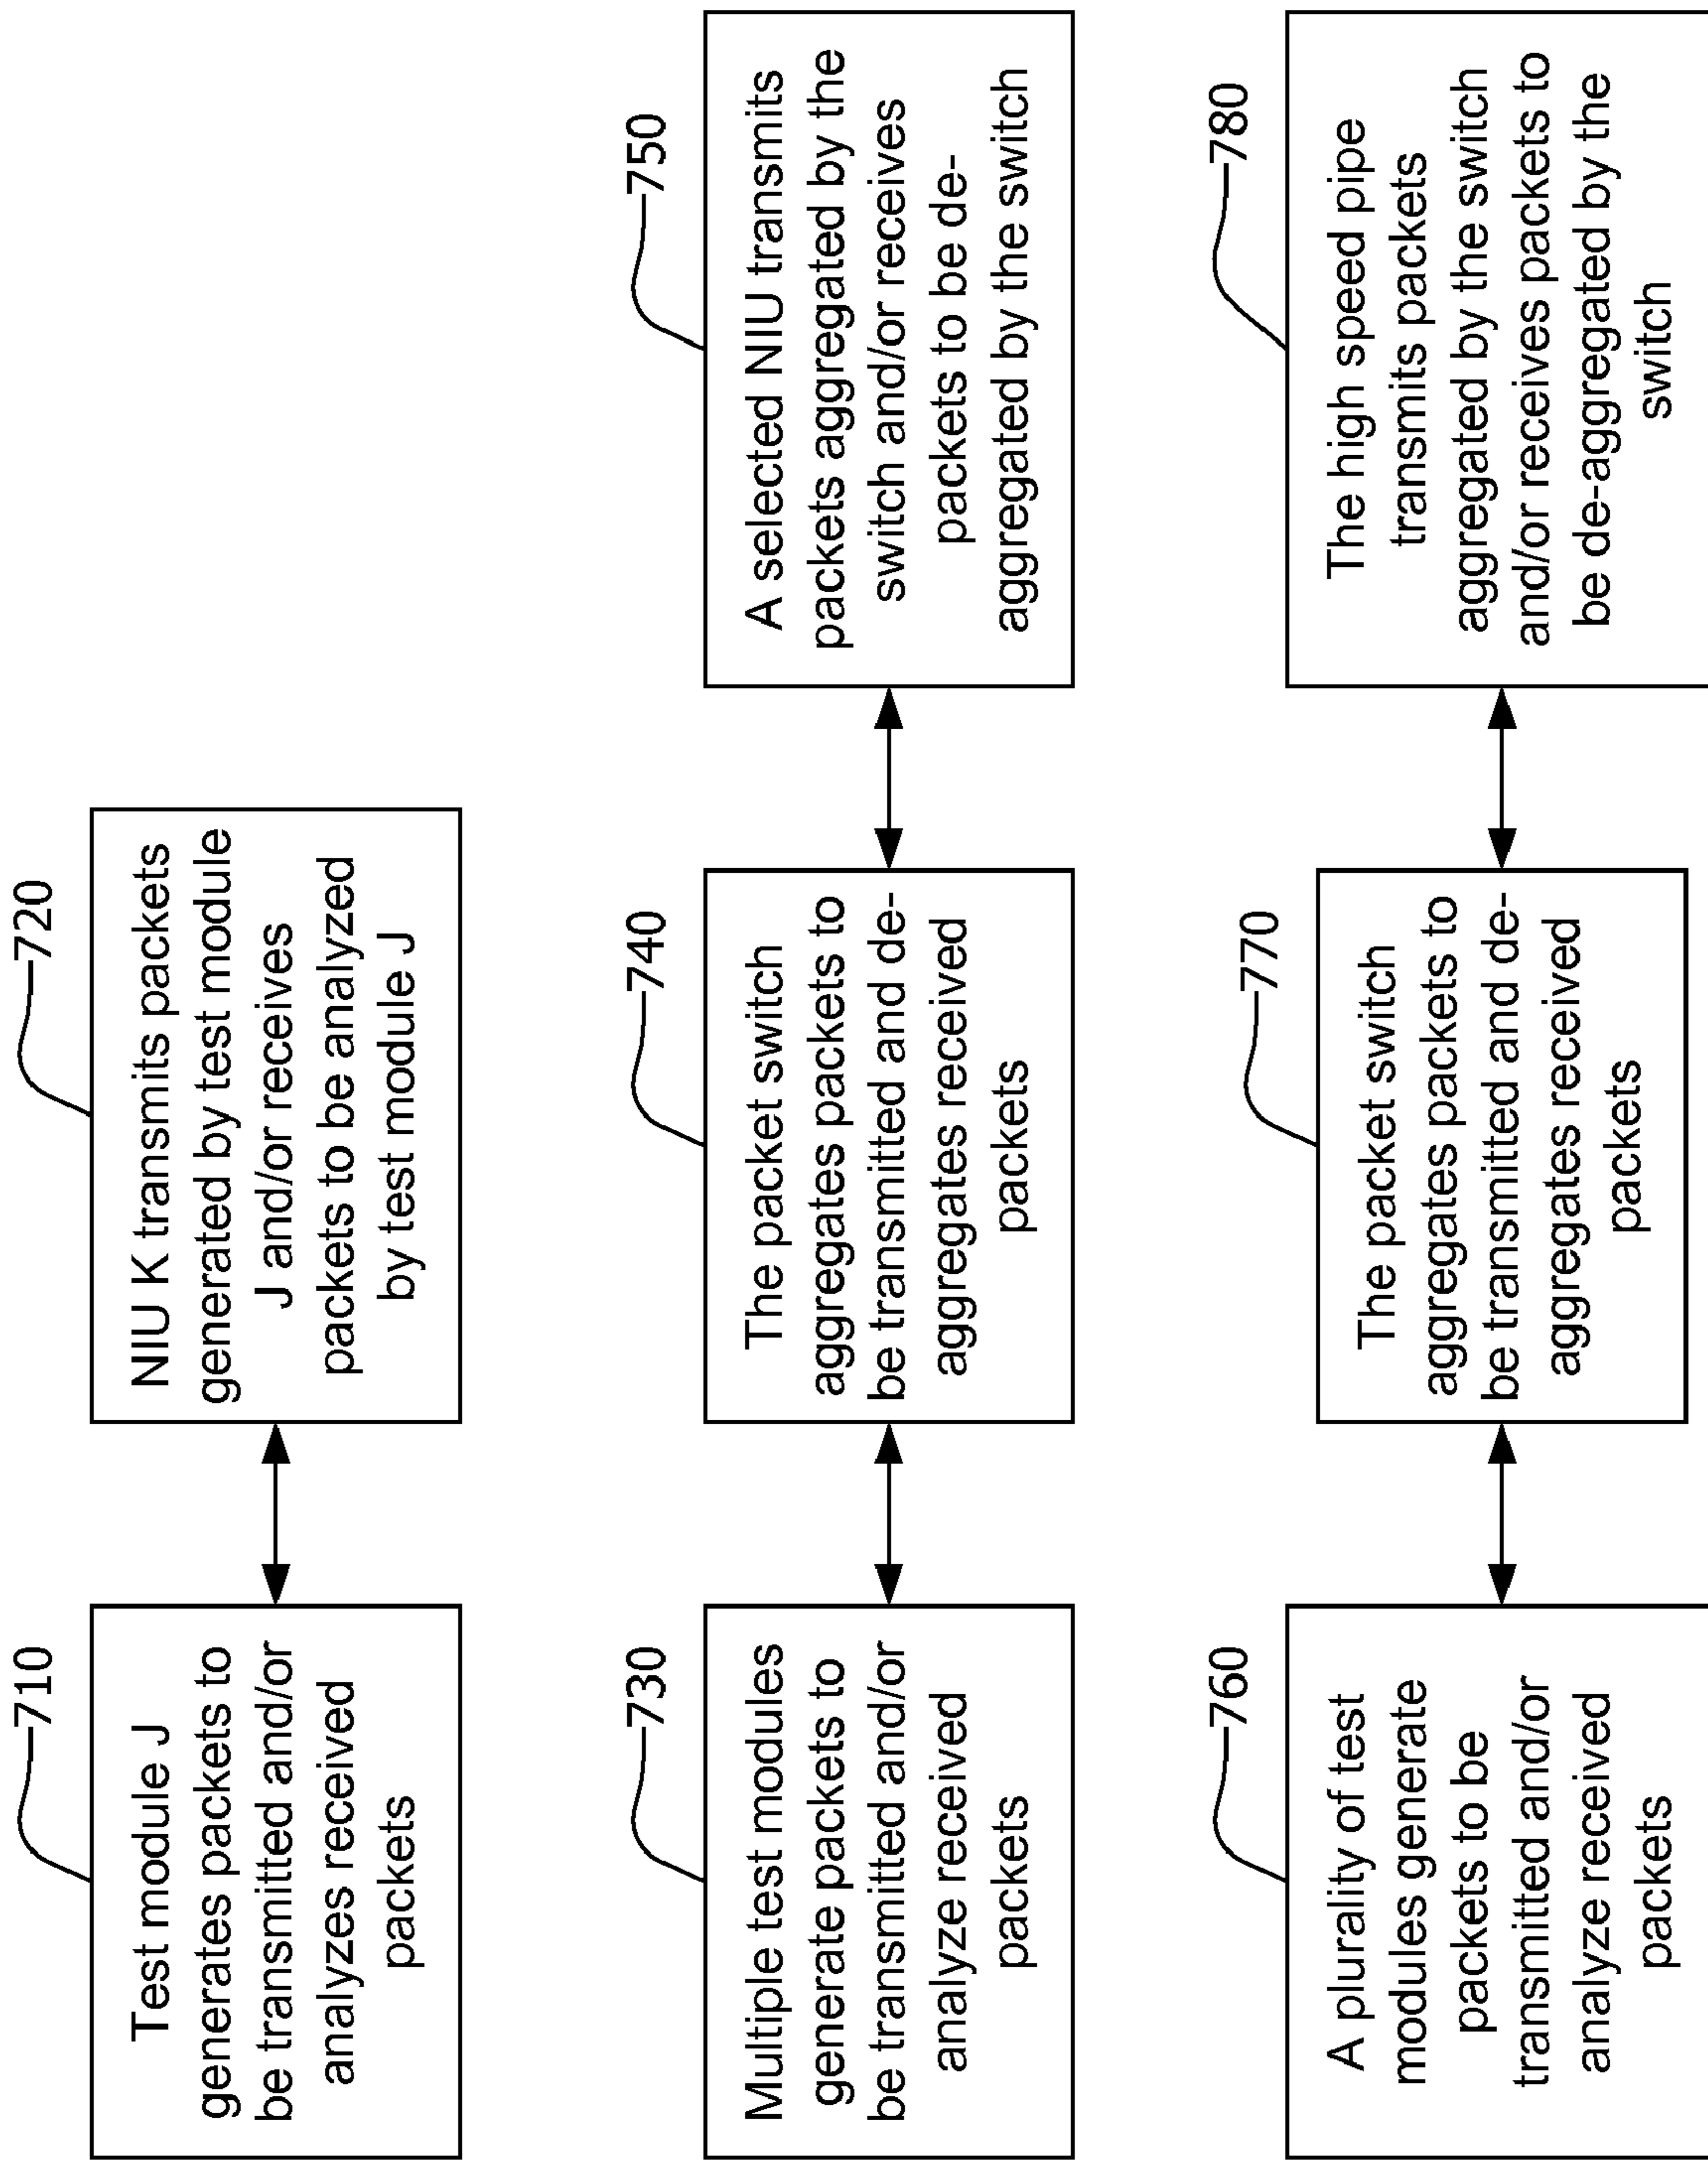 710
Test module J
generates packets to
be transmitted and/or
analyzes received
packets
720
NIU K transmits packets
generated by test module
J and/or receives
packets to be analyzed
by test module J
730
Multiple test modules
generate packets to
be transmitted and/or
analyze received
packets
740
The packet switch
aggregates packets to
be transmitted and de-
aggregates received
packets
750
A selected NIU transmits
packets aggregated by the
switch and/or receives
packets to be de-
aggregated by the switch
760
A plurality of test
modules generate
packets to be
transmitted and/or
analyze received
packets
770
The packet switch
aggregates packets to
be transmitted and de-
aggregates received
packets
780
The high speed pipe
transmits packets
aggregated by the switch
and/or receives packets to
be de-aggregated by the
switch